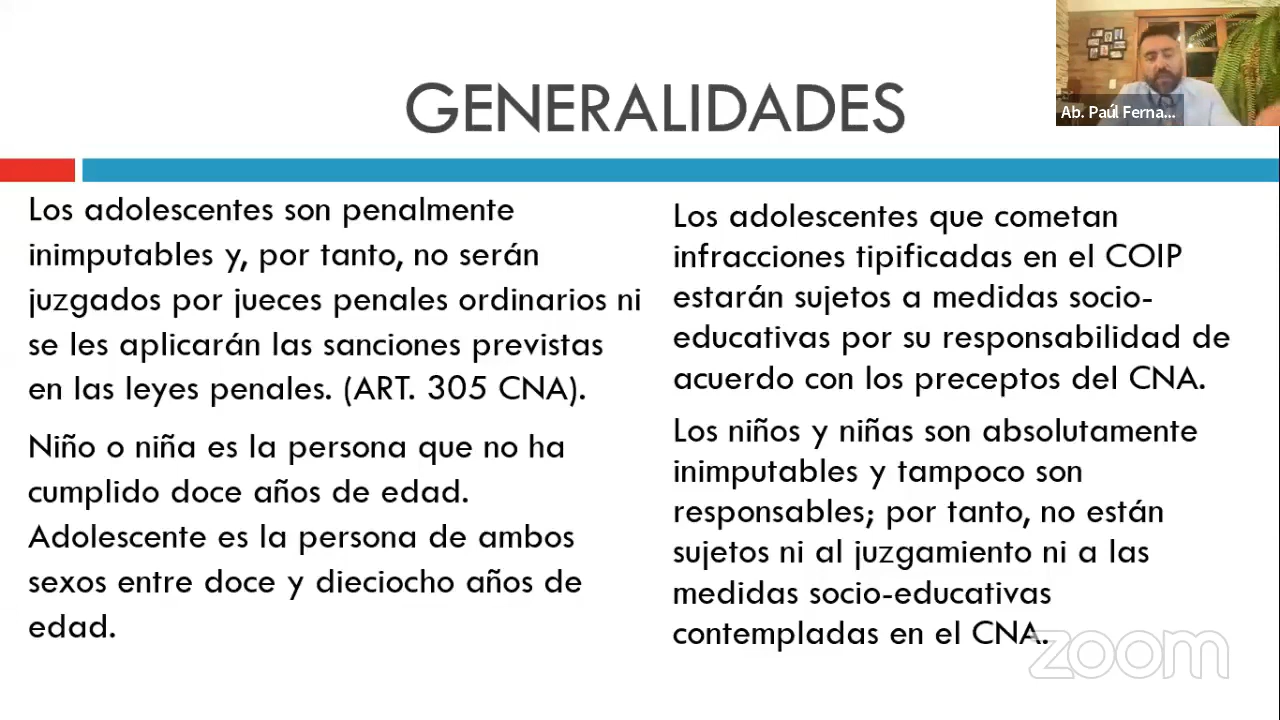 GENERALIDADES
Los adolescentes son penalmente
inimputables y, por tanto, no serán
juzgados por jueces penales ordinarios ni
se les aplicarán las sanciones previstas
en las leyes penales. (ART. 305 CNA).
Niño o niña es la persona que no ha
cumplido doce años de edad.
Adolescente es la persona de ambos
sexos entre doce y dieciocho años de
edad.
Los adolescentes que cometan
infracciones tipificadas en el COIP
estarán sujetos a medidas socio-
educativas por su responsabilidad de
acuerdo con los preceptos del CNA.
Los niños y niñas son absolutamente
inimputables y tampoco son
responsables; por tanto, no están
sujetos ni al juzgamiento ni a las
medidas socio-educativas
contempladas en el CNA.
Ab. Paúl Ferna...
zoom